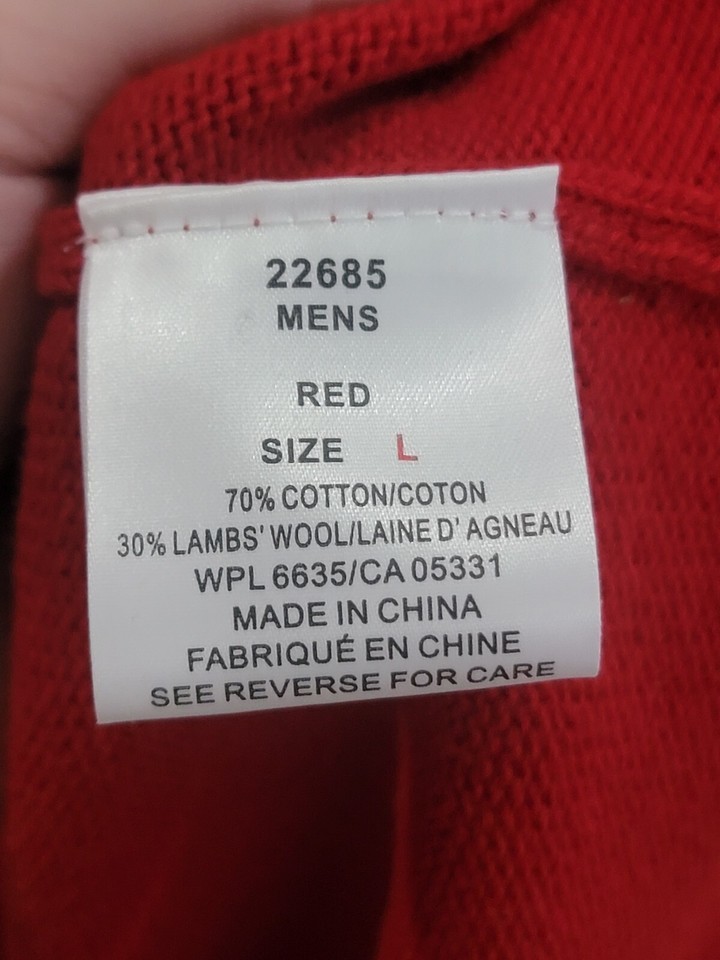 22685
MENS
RED
SIZE L
70% COTTON/COTON
30% LAMBS' WOOL/LAINE D' AGNEAU
WPL 6635/CA 05331
MADE IN CHINA
FABRIQUÉ EN CHINE
SEE REVERSE FOR CARE